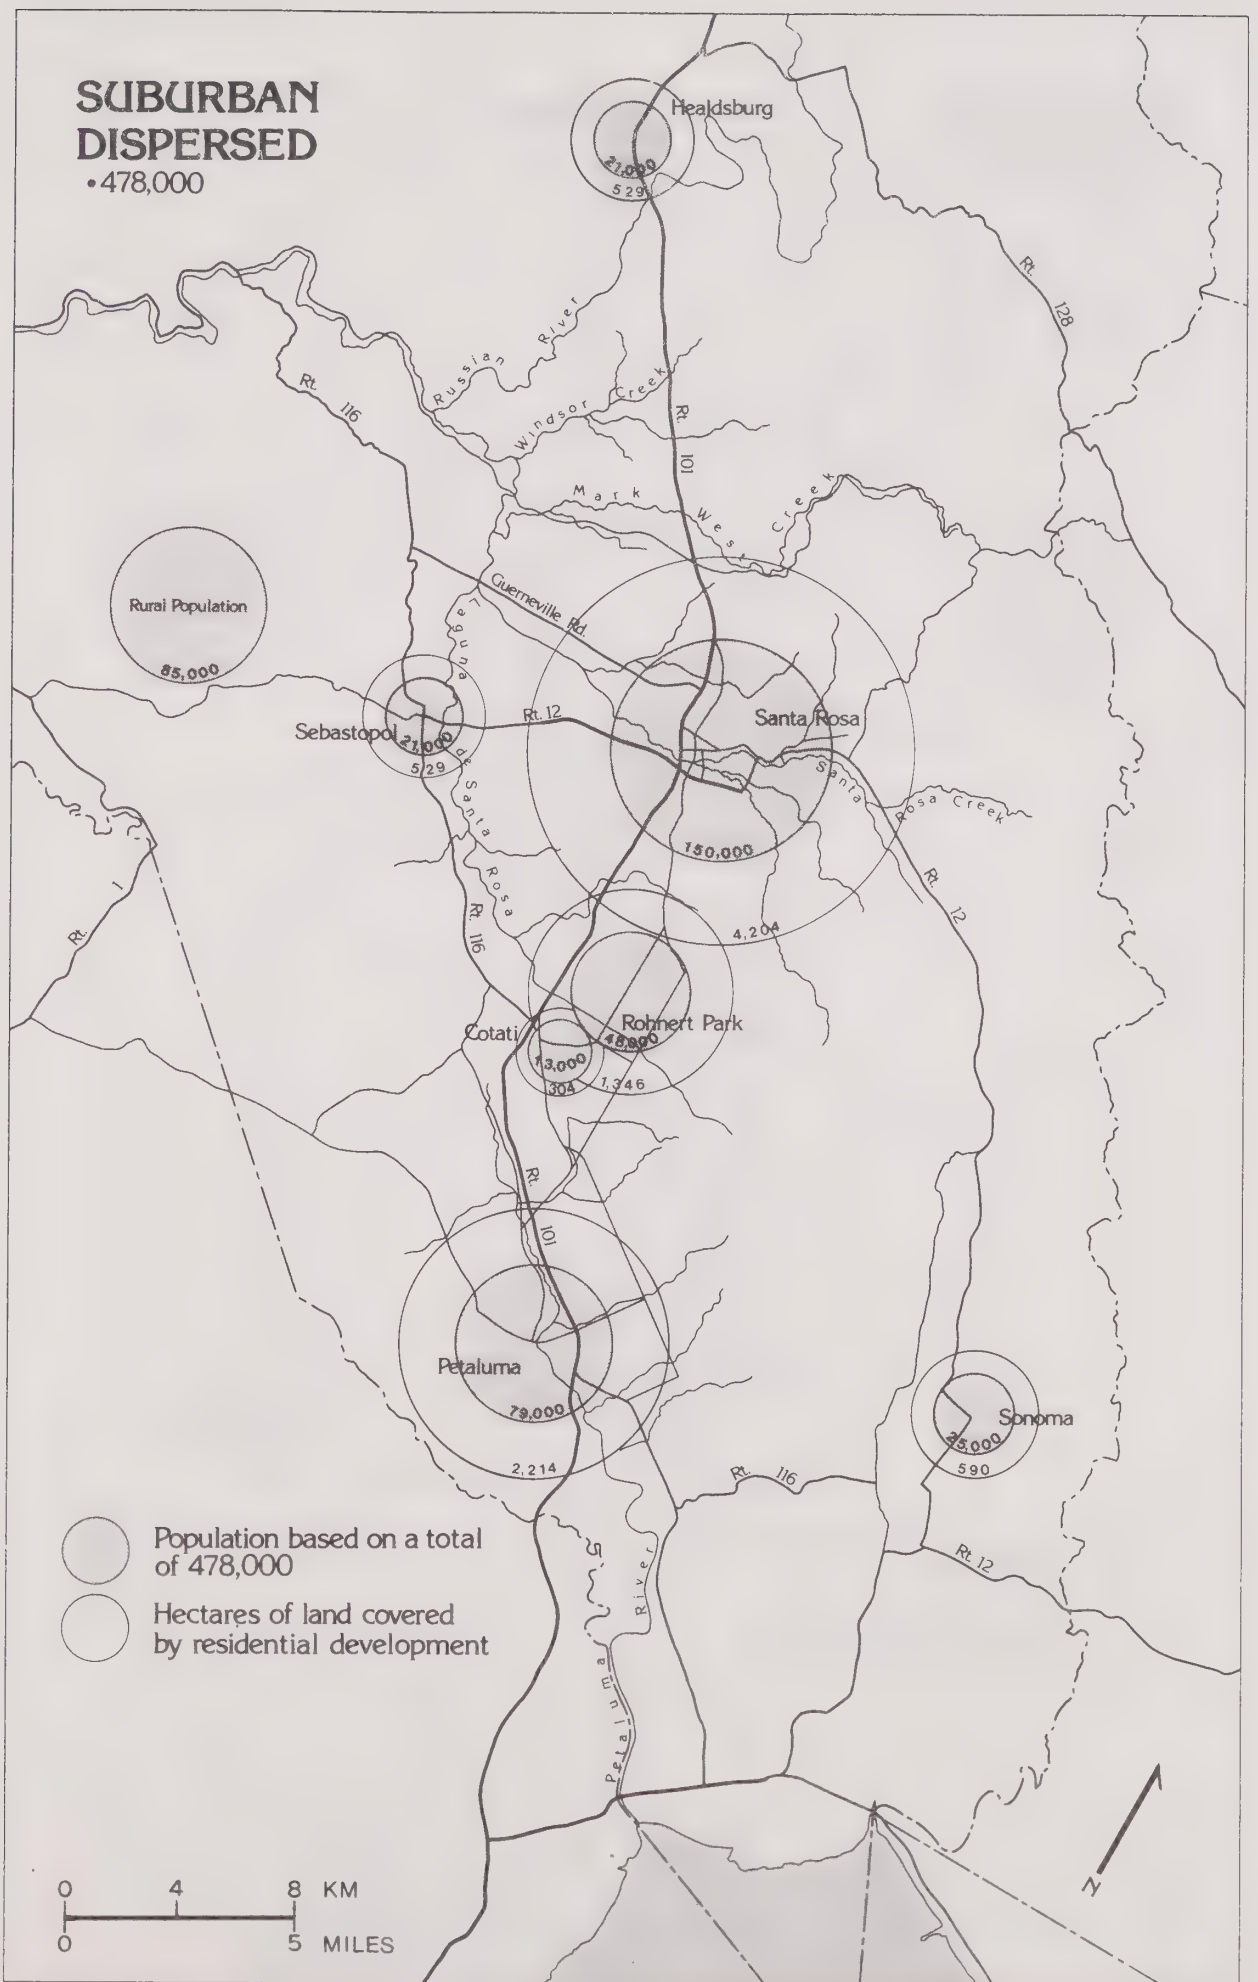 SUBURBAN
DISPERSED
•478,000
Healdsburg
21,000
529
Rt. 128
Russian River
Windsor Creek
Rt. 116
Rt. 101
Mark West Creek
Rural Population
85,000
Guerneville Rd.
Laguna de Santa Rosa
Sebastopol
21,000
529
Rt. 12
Santa Rosa
150,000
4,204
Santa Rosa Creek
Rt. 12
Rt. 1
Rt. 116
Cotati
13,000
304
Rohnert Park
48,000
1,346
Rt. 101
Petaluma
79,000
2,214
Sonoma
25,000
590
Rt. 116
Rt. 12
Petaluma River
Population based on a total
of 478,000
Hectares of land covered
by residential development
0 4 8 KM
0 5 MILES
N